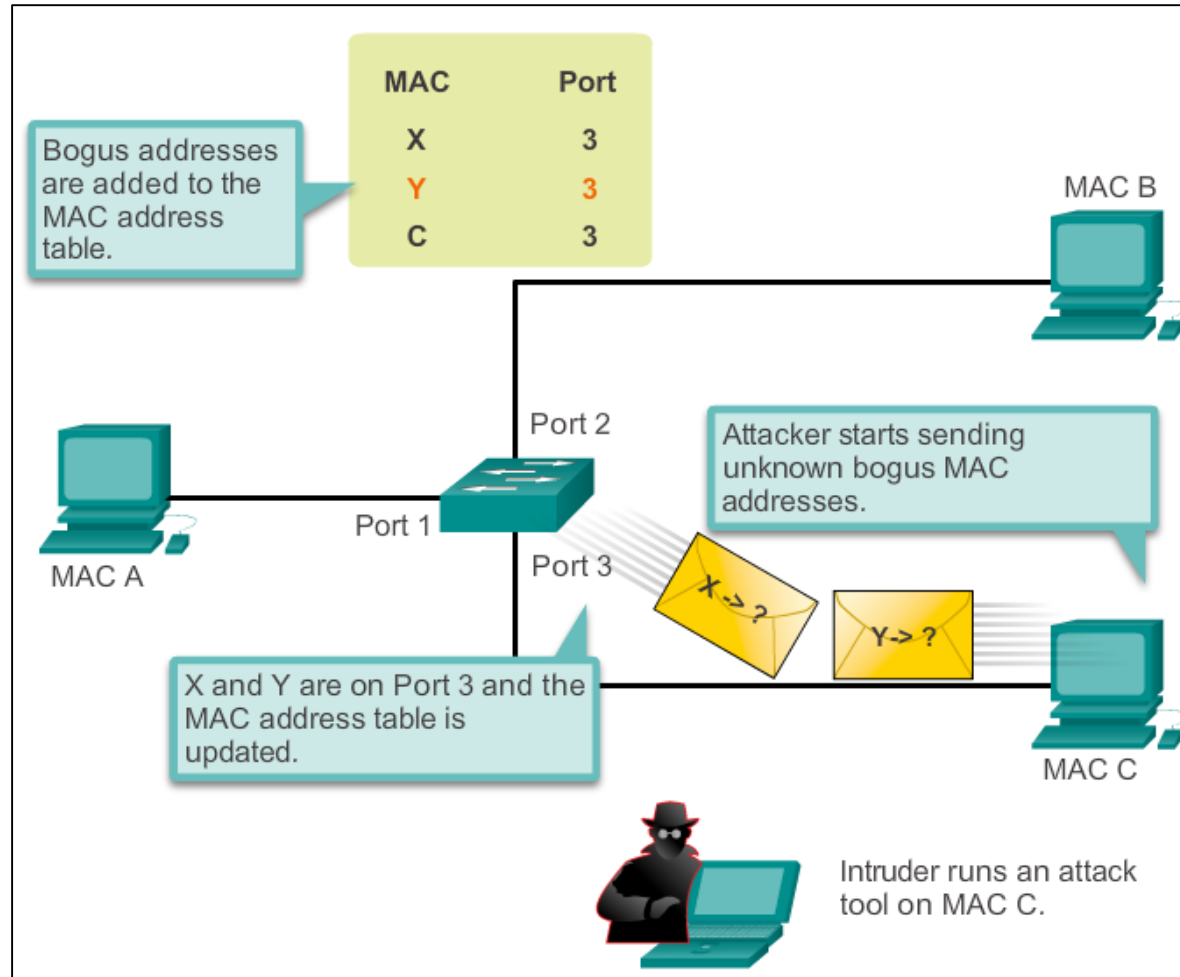 MAC Port
X 3
Y 3
C 3
Bogus addresses
are added to the
MAC address
table.
MAC B
Port 2
Attacker starts sending
unknown bogus MAC
addresses.
Port 1
MAC A
Port 3
X -> ?
Y-> ?
X and Y are on Port 3 and the
MAC address table is
updated.
MAC C
Intruder runs an attack
tool on MAC C.